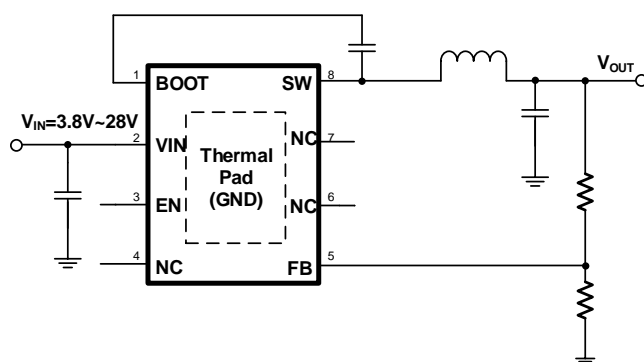 1
BOOT
SW
8
VOUT
VIN=3.8V~28V
2
VIN
Thermal
Pad
(GND)
NC
7
3
EN
NC
6
4
NC
FB
5